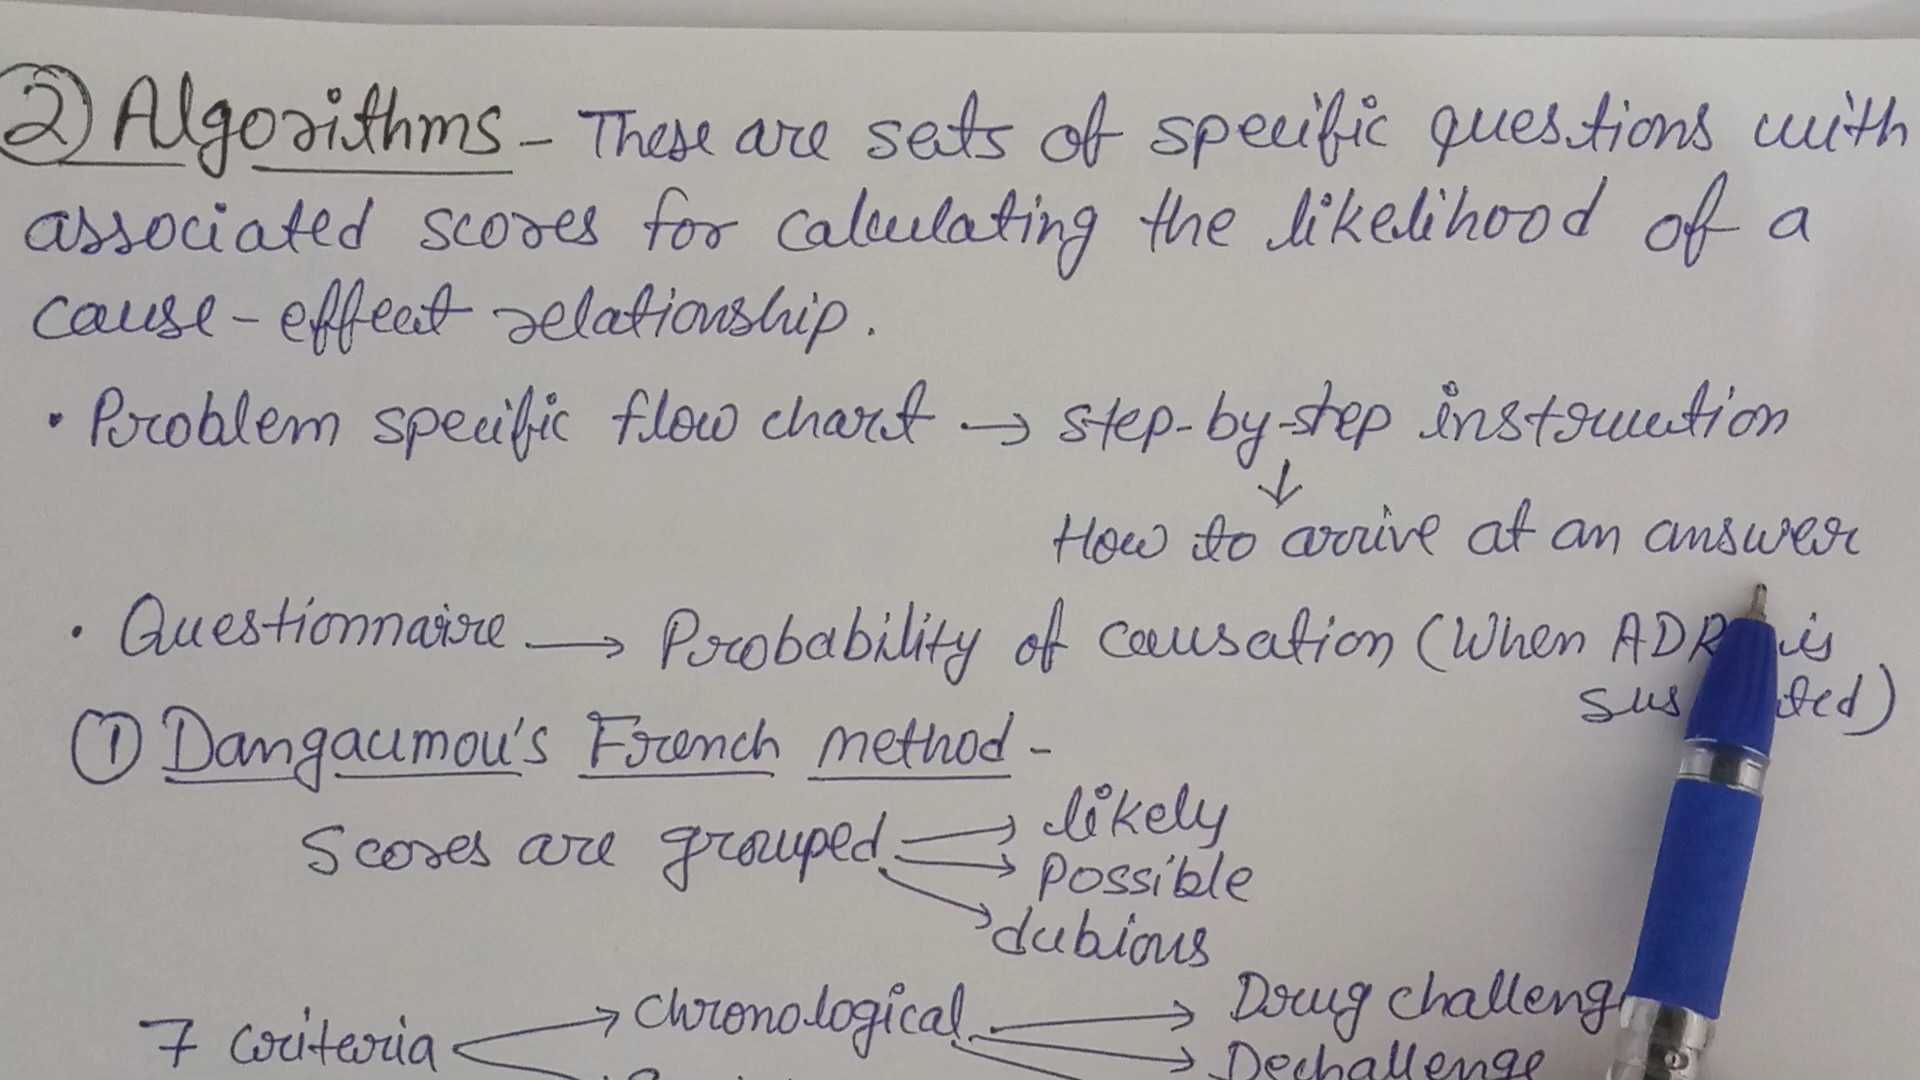 2) Algorithms - These are sets of specific questions with
associated scores for calculating the likelihood of a
cause-effect relationship.
• Problem specific flow chart → step-by-step instruction
↓
How to arrive at an answer
• Questionnaire → Probability of causation (When ADR is
sus ted)
① Dangaumou's French method -
Scores are grouped → likely
→ Possible
→ dubious
7 criteria → Chronological → Drug challeng
→ Dechallenge